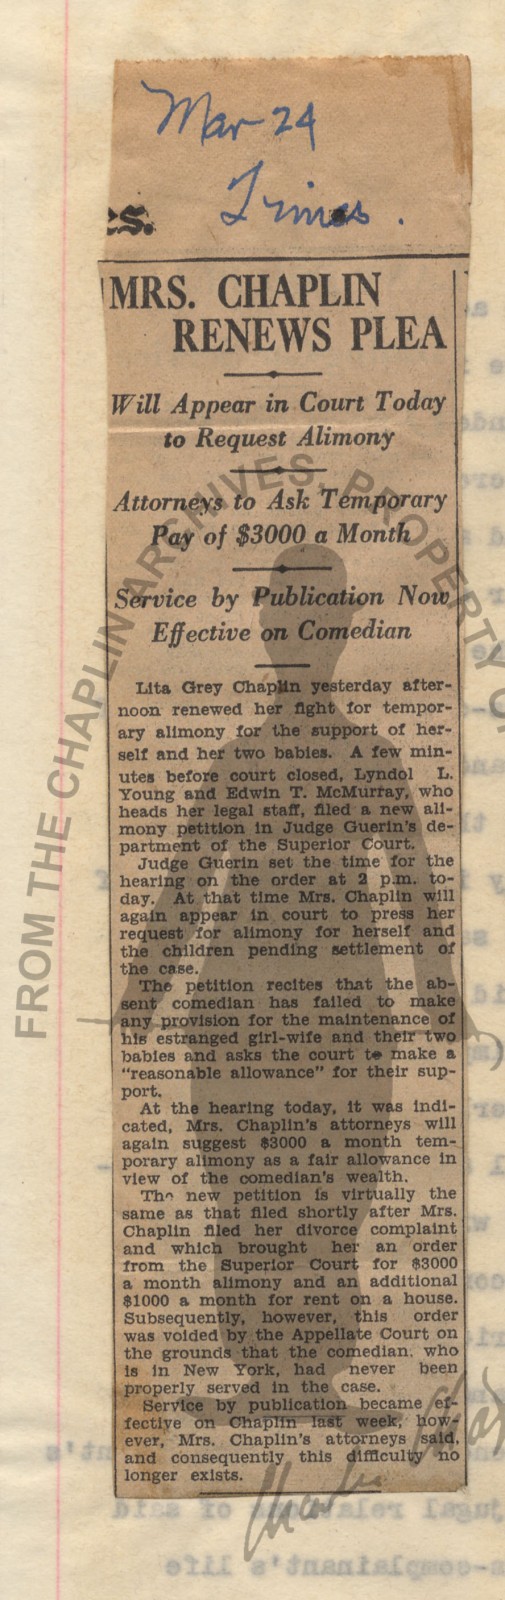 Mar 24
Times.
es.
MRS. CHAPLIN
RENEWS PLEA
Will Appear in Court Today
to Request Alimony
Attorneys to Ask Temporary
Pay of $3000 a Month
Service by Publication Now
Effective on Comedian
Lita Grey Chaplin yesterday after-
noon renewed her fight for tempor-
ary alimony for the support of her-
self and her two babies. A few min-
utes before court closed, Lyndol L.
Young and Edwin T. McMurray, who
heads her legal staff, filed a new ali-
mony petition in Judge Guerin's de-
partment of the Superior Court.
Judge Guerin set the time for the
hearing on the order at 2 p.m. to-
day. At that time Mrs. Chaplin will
again appear in court to press her
request for alimony for herself and
the children pending settlement of
the case.
The petition recites that the ab-
sent comedian has failed to make
any provision for the maintenance of
his estranged girl-wife and their two
babies and asks the court to make a
"reasonable allowance" for their sup-
port.
At the hearing today, it was indi-
cated, Mrs. Chaplin's attorneys will
again suggest $3000 a month tem-
porary alimony as a fair allowance in
view of the comedian's wealth.
The new petition is virtually the
same as that filed shortly after Mrs.
Chaplin filed her divorce complaint
and which brought her an order
from the Superior Court for $3000
a month alimony and an additional
$1000 a month for rent on a house.
Subsequently, however, this order
was voided by the Appellate Court on
the grounds that the comedian, who
is in New York, had never been
properly served in the case.
Service by publication became ef-
fective on Chaplin last week, how-
ever, Mrs. Chaplin's attorneys said,
and consequently this difficulty no
longer exists.
FROM THE CHAPLIN ARCHIVES, PROPERTY O
Charlie Cha
jugal relations of said
s-complainant's life